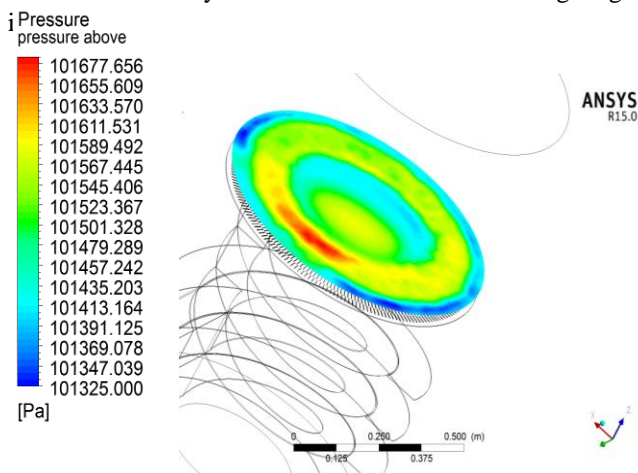 i
Pressure
pressure above
101677.656
101655.609
101633.570
101611.531
101589.492
101567.445
101545.406
101523.367
101501.328
101479.289
101457.242
101435.203
101413.164
101391.125
101369.078
101347.039
101325.000
[Pa]
ANSYS
R15.0
0 0.250 0.500 (m)
0.125 0.375
X Z